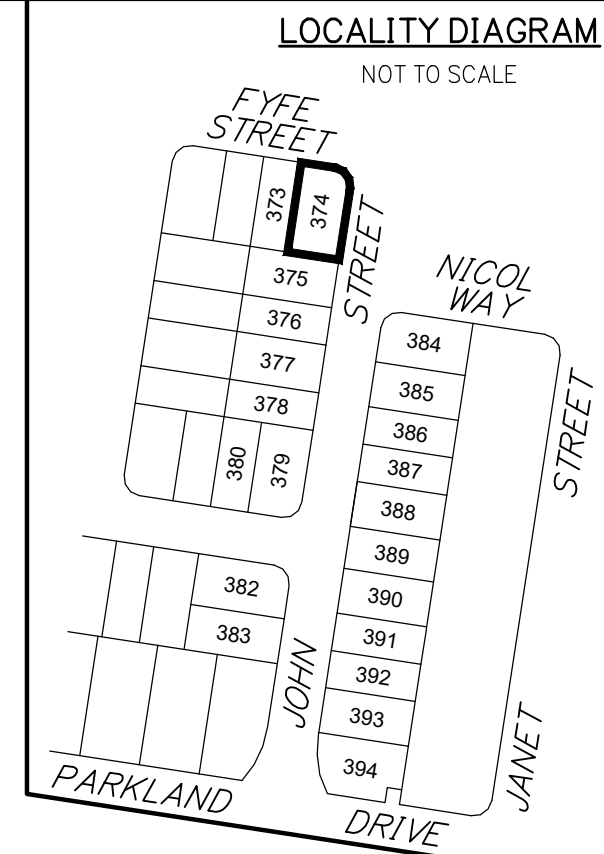 LOCALITY DIAGRAM
NOT TO SCALE
FYFE
STREET
373
374
STREET
375
376
377
378
380
379
NICOL
WAY
384
385
386
387
388
389
390
391
392
393
394
STREET
382
383
JOHN
JANET
PARKLAND
DRIVE